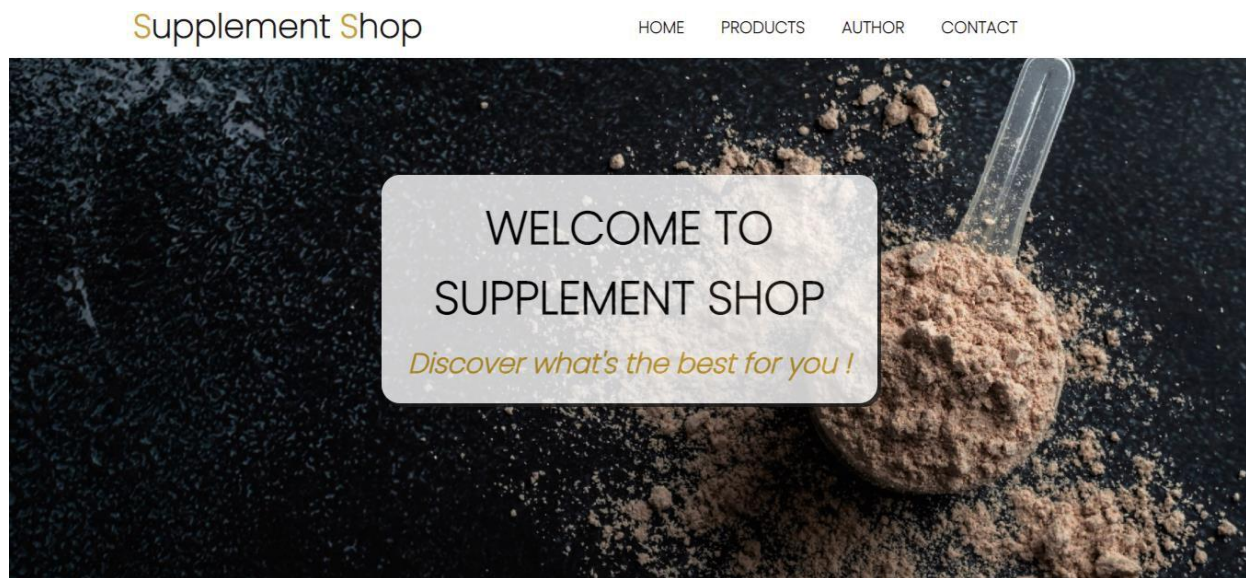 Supplement Shop
HOME PRODUCTS AUTHOR CONTACT
WELCOME TO
SUPPLEMENT SHOP
Discover what's the best for you !